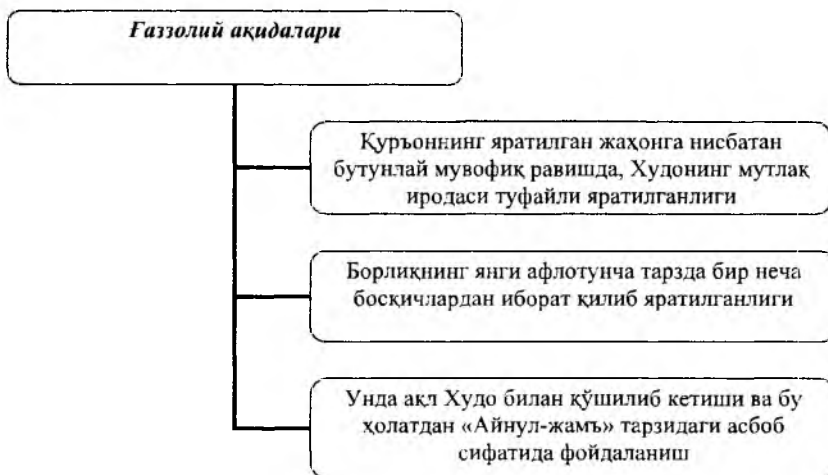 Ғаззолий ақидалари
Қуръоннинг яратилган жаҳонга нисбатан
бутунлай мувофиқ равишда, Худонинг мутлақ
иродаси туфайли яратилганлиги
Борлиқнинг янги афлотунча тарзда бир неча
босқичлардан иборат қилиб яратилганлиги
Унда ақл Худо билан қўшилиб кетиши ва бу
ҳолатдан «Айнул-жамъ» тарзидаги асбоб
сифатида фойдаланиш